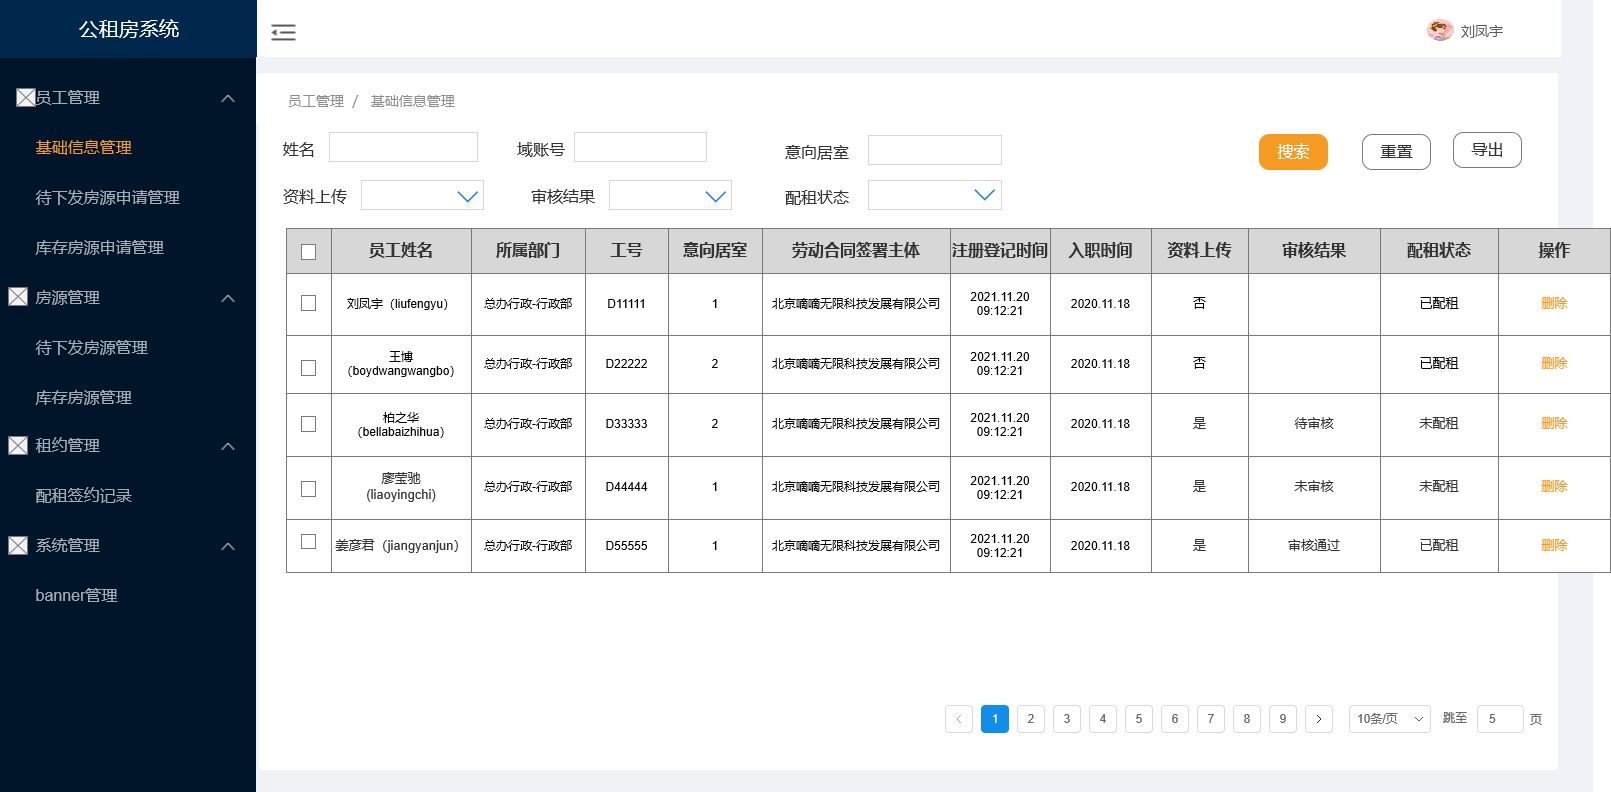 公租房系统
刘凤宇
员工管理
基础信息管理
待下发房源申请管理
库存房源申请管理
房源管理
待下发房源管理
库存房源管理
租约管理
配租签约记录
系统管理
banner管理
员工管理 / 基础信息管理
姓名 域账号 意向居室 搜索 重置 导出
资料上传 审核结果 配租状态
员工姓名 所属部门 工号 意向居室 劳动合同签署主体 注册登记时间 入职时间 资料上传 审核结果 配租状态 操作
刘凤宇（liufengyu） 总办行政-行政部 D11111 1 北京嘀嘀无限科技发展有限公司 2021.11.20 09:12:21 2020.11.18 否 已配租 删除
王博（boydwangwangbo） 总办行政-行政部 D22222 2 北京嘀嘀无限科技发展有限公司 2021.11.20 09:12:21 2020.11.18 否 已配租 删除
柏之华（bellabaizhihua） 总办行政-行政部 D33333 2 北京嘀嘀无限科技发展有限公司 2021.11.20 09:12:21 2020.11.18 是 待审核 未配租 删除
廖莹驰(liaoyingchi) 总办行政-行政部 D44444 1 北京嘀嘀无限科技发展有限公司 2021.11.20 09:12:21 2020.11.18 是 未审核 未配租 删除
姜彦君（jiangyanjun） 总办行政-行政部 D55555 1 北京嘀嘀无限科技发展有限公司 2021.11.20 09:12:21 2020.11.18 是 审核通过 已配租 删除
< 1 2 3 4 5 6 7 8 9 > 10条/页 跳至 5 页